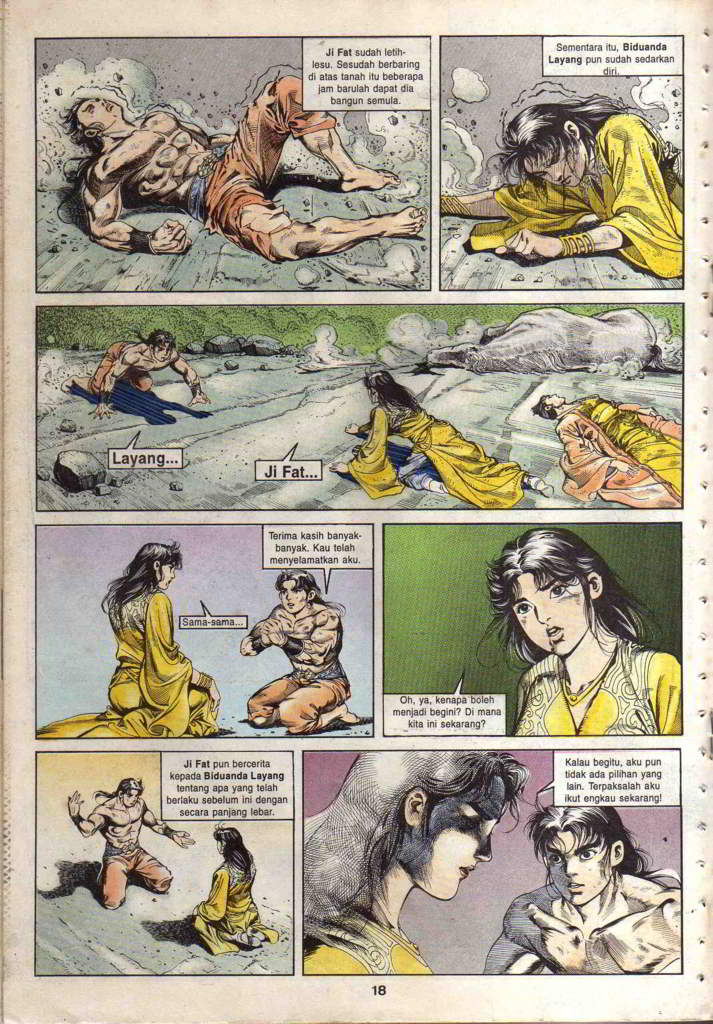 Ji Fat sudah letih-
lesu. Sesudah berbaring
di atas tanah itu beberapa
jam barulah dapat dia
bangun semula.
Sementara itu, Biduanda
Layang pun sudah sedarkan
diri.
Layang...
Ji Fat...
Terima kasih banyak-
banyak. Kau telah
menyelamatkan aku.
Sama-sama...
Oh, ya, kenapa boleh
menjadi begini? Di mana
kita ini sekarang?
Ji Fat pun bercerita
kepada Biduanda Layang
tentang apa yang telah
berlaku sebelum ini dengan
secara panjang lebar.
Kalau begitu, aku pun
tidak ada pilihan yang
lain. Terpaksalah aku
ikut engkau sekarang!
18